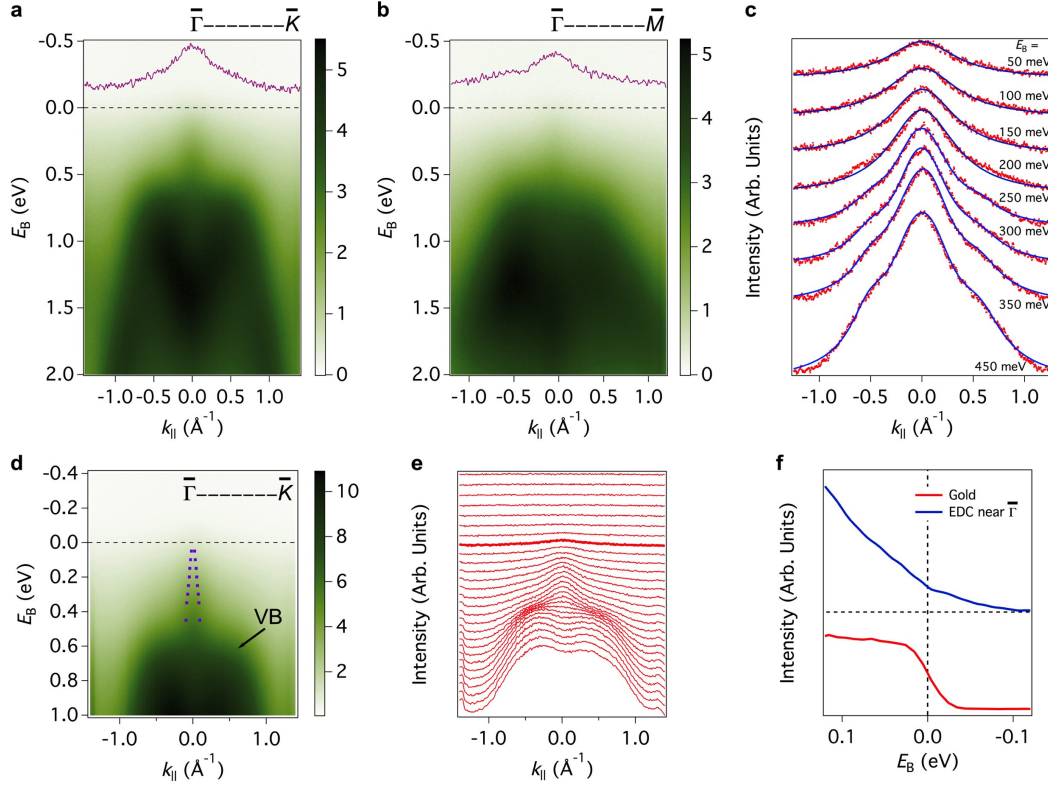 a
Γ̅ ------- K̅
-0.5
0.0
0.5
1.0
1.5
2.0
E_B (eV)
-1.0 -0.5 0.0 0.5 1.0
k_|| (Å⁻¹)
5
4
3
2
1
0
b
Γ̅ ------- M̅
-0.5
0.0
0.5
1.0
1.5
2.0
E_B (eV)
-1.0 -0.5 0.0 0.5 1.0
k_|| (Å⁻¹)
5
4
3
2
1
0
c
E_B =
50 meV
100 meV
150 meV
200 meV
250 meV
300 meV
350 meV
450 meV
Intensity (Arb. Units)
-1.0 -0.5 0.0 0.5 1.0
k_|| (Å⁻¹)
d
Γ̅ ------- K̅
-0.4
-0.2
0.0
0.2
0.4
0.6
0.8
1.0
E_B (eV)
VB
-1.0 0.0 1.0
k_|| (Å⁻¹)
10
8
6
4
2
e
Intensity (Arb. Units)
-1.0 0.0 1.0
k_|| (Å⁻¹)
f
Gold
EDC near Γ̅
Intensity (Arb. Units)
0.1 0.0 -0.1
E_B (eV)